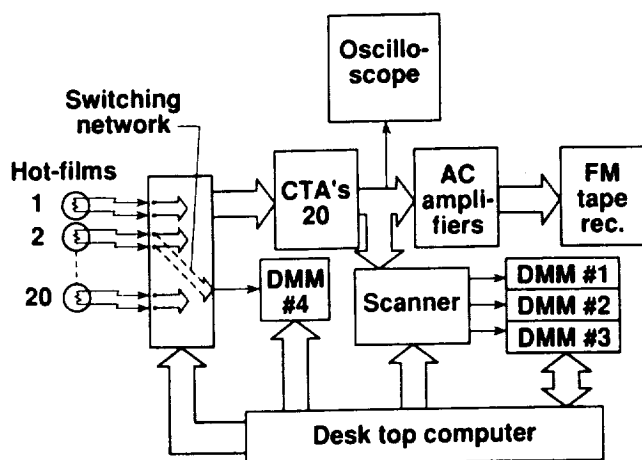 Oscillo-
scope
Switching
network
Hot-films
1
2
20
CTA's
20
AC
ampli-
fiers
FM
tape
rec.
DMM
#4
Scanner
DMM #1
DMM #2
DMM #3
Desk top computer